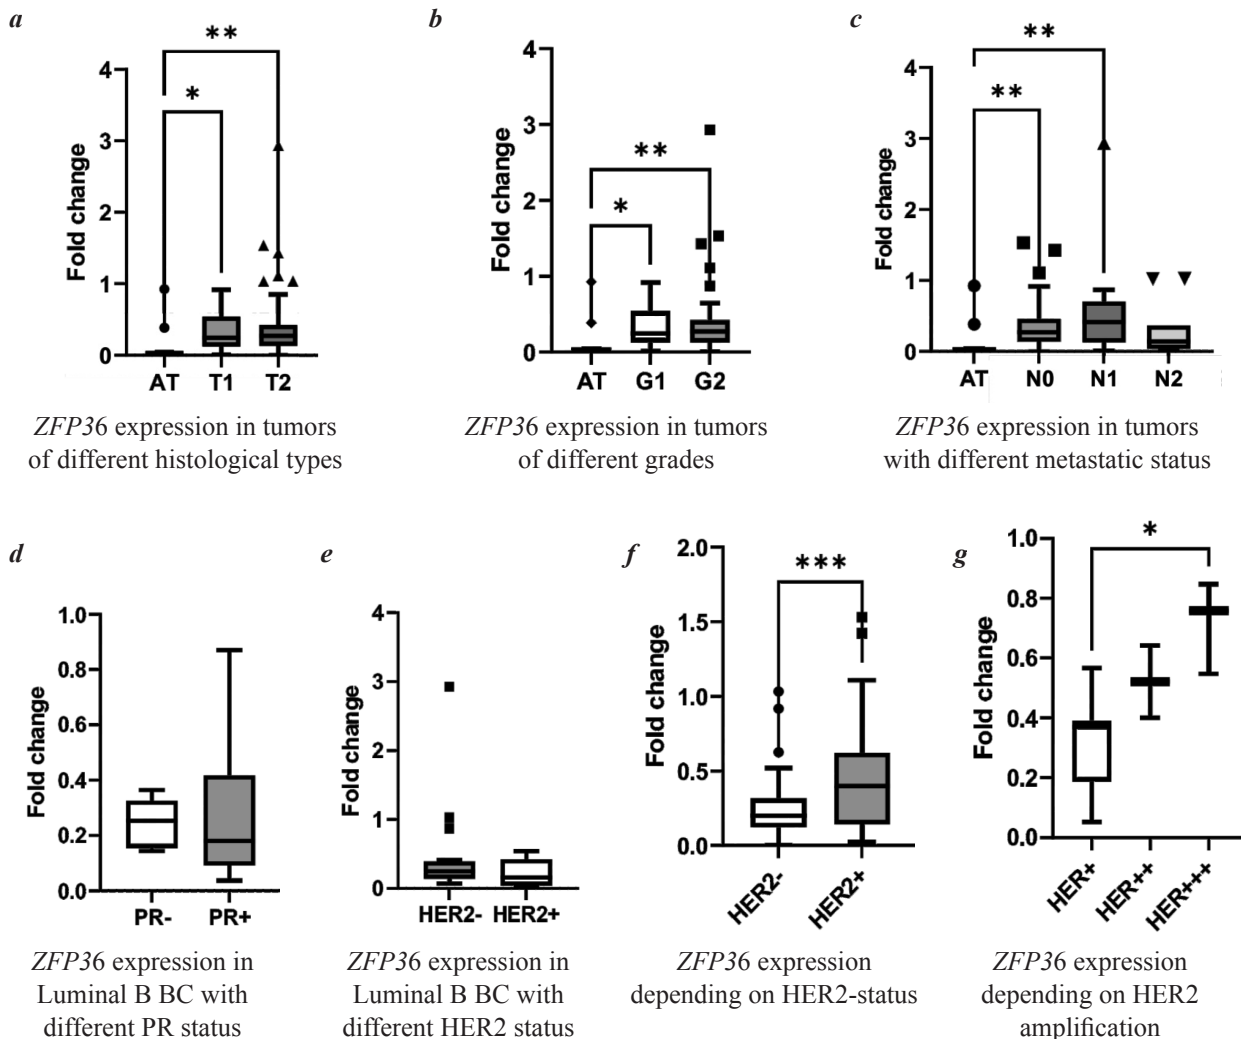 a
**
*
4
3
2
1
0
Fold change
AT T1 T2
ZFP36 expression in tumors
of different histological types
b
**
*
4
3
2
1
0
Fold change
AT G1 G2
ZFP36 expression in tumors
of different grades
c
**
**
4
3
2
1
0
Fold change
AT N0 N1 N2
ZFP36 expression in tumors
with different metastatic status
d
1.0
0.8
0.6
0.4
0.2
0.0
Fold change
PR- PR+
ZFP36 expression in
Luminal B BC with
different PR status
e
4
3
2
1
0
Fold change
HER2- HER2+
ZFP36 expression in
Luminal B BC with
different HER2 status
f
***
2.0
1.5
1.0
0.5
0.0
Fold change
HER2- HER2+
ZFP36 expression
depending on HER2-status
g
*
1.0
0.8
0.6
0.4
0.2
0.0
Fold change
HER+ HER++ HER+++
ZFP36 expression
depending on HER2
amplification